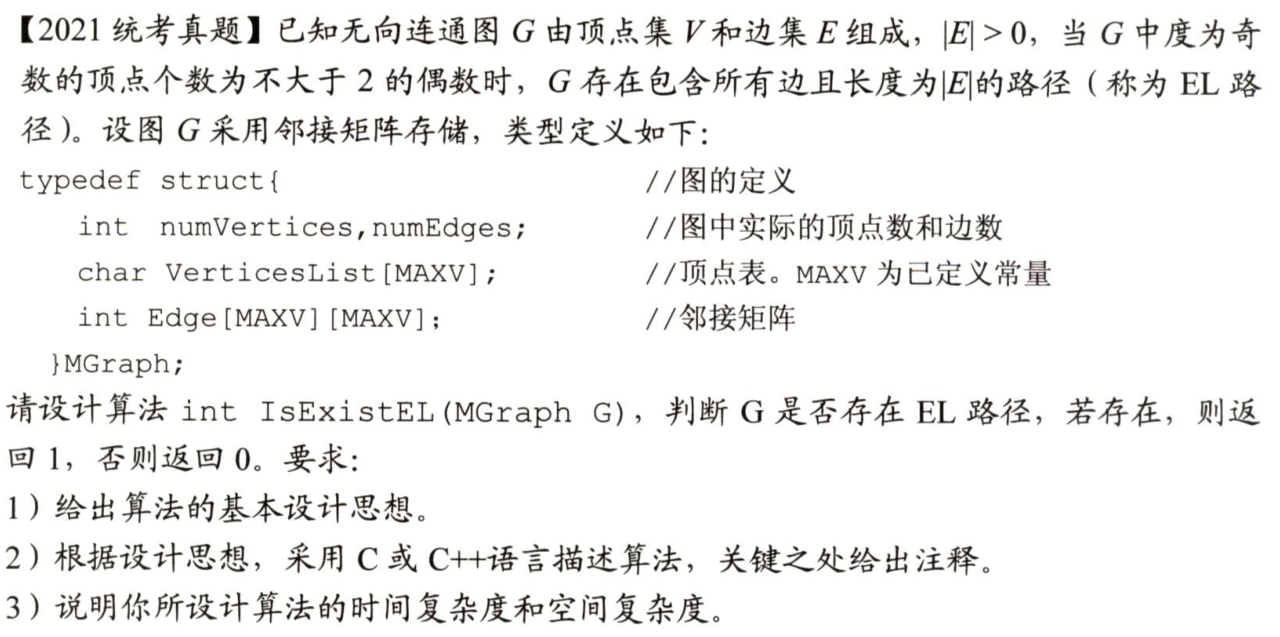 【2021 统考真题】已知无向连通图 G 由顶点集 V 和边集 E 组成，|E| > 0，当 G 中度为奇
数的顶点个数为不大于 2 的偶数时，G 存在包含所有边且长度为|E|的路径（称为 EL 路
径）。设图 G 采用邻接矩阵存储，类型定义如下：
typedef struct{ //图的定义
int numVertices,numEdges; //图中实际的顶点数和边数
char VerticesList[MAXV]; //顶点表。MAXV 为已定义常量
int Edge[MAXV][MAXV]; //邻接矩阵
}MGraph;
请设计算法 int IsExistEL(MGraph G)，判断 G 是否存在 EL 路径，若存在，则返
回 1，否则返回 0。要求：
1）给出算法的基本设计思想。
2）根据设计思想，采用 C 或 C++语言描述算法，关键之处给出注释。
3）说明你所设计算法的时间复杂度和空间复杂度。